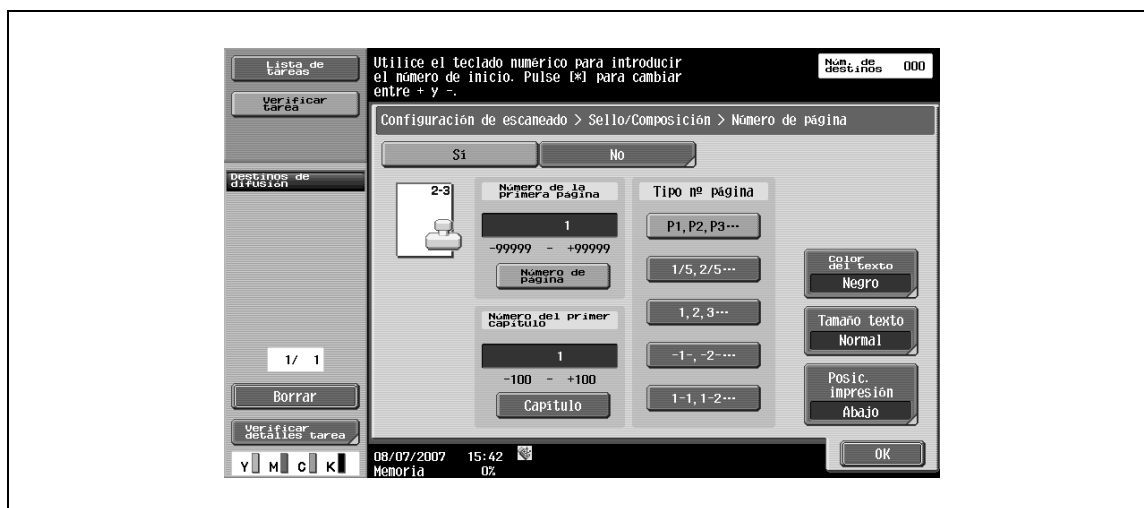 Lista de
tareas
Verificar
tarea
Destinos de
difusión
1/ 1
Borrar
Verificar
detalles tarea
Y M C K
Utilice el teclado numérico para introducir
el número de inicio. Pulse [*] para cambiar
entre + y -.
Núm. de
destinos 000
Configuración de escaneado > Sello/Composición > Número de página
Sí No
2-3
Número de la
primera página
1
-99999 - +99999
Número de
página
Número del primer
capítulo
1
-100 - +100
Capítulo
Tipo nº página
P1, P2, P3···
1/5, 2/5···
1, 2, 3···
-1-, -2-···
1-1, 1-2···
Color
del texto
Negro
Tamaño texto
Normal
Posic.
impresión
Abajo
08/07/2007 15:42
Memoria 0%
OK